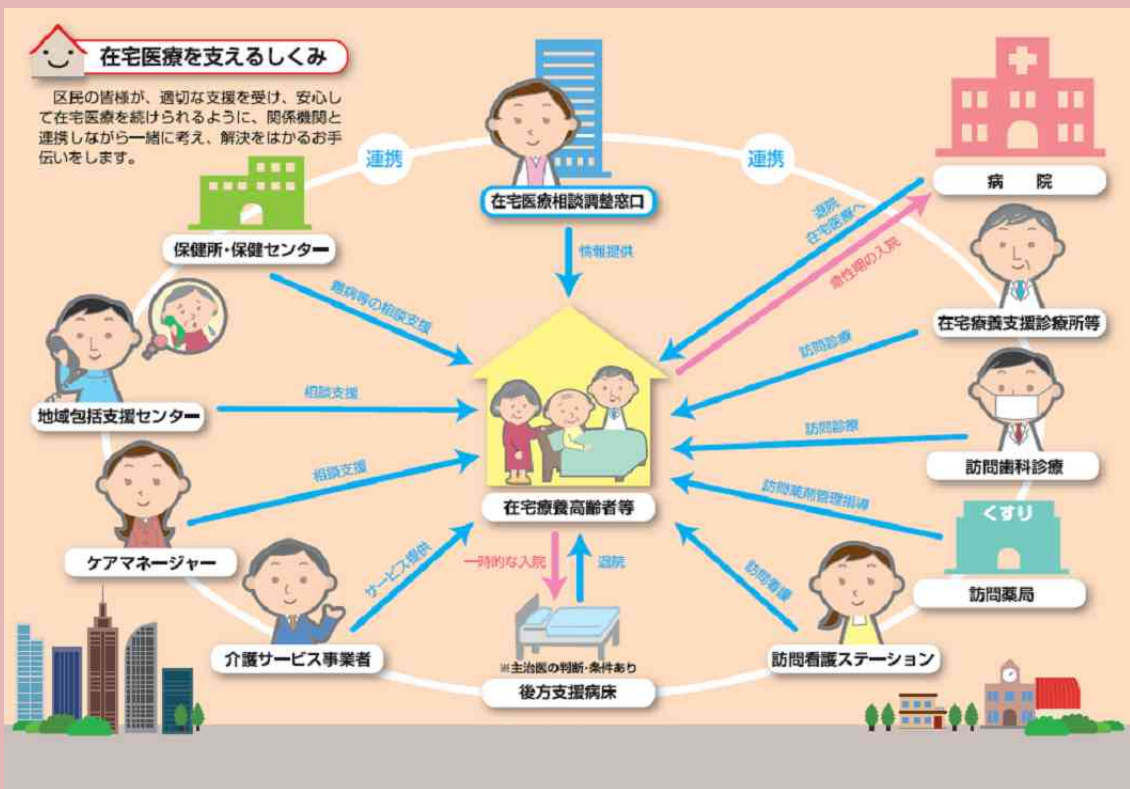 在宅医療を支えるしくみ
区民の皆様が、適切な支援を受け、安心し
て在宅医療を続けられるように、関係機関と
連携しながら一緒に考え、解決をはかるお手
伝いをします。
連携
連携
在宅医療相談調整窓口
病　院
保健所・保健センター
情報提供
退院
在宅医療へ
急性期の入院
難病等の相談支援
在宅療養支援診療所等
訪問診療
地域包括支援センター
相談支援
訪問診療
訪問歯科診療
相談支援
在宅療養高齢者等
訪問薬剤管理指導
くすり
訪問薬局
ケアマネージャー
サービス提供
一時的な入院
退院
訪問看護
介護サービス事業者
※主治医の判断・条件あり
後方支援病床
訪問看護ステーション